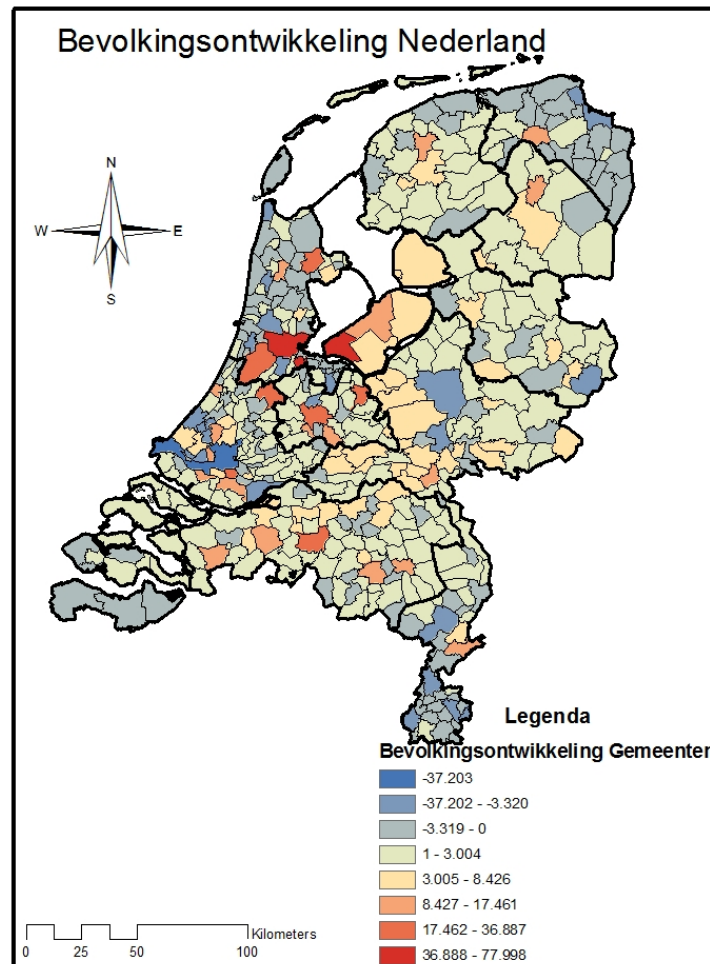 Bevolkingsontwikkeling Nederland
N
W E
S
Legenda
Bevolkingsontwikkeling Gemeenten
-37.203
-37.202 - -3.320
-3.319 - 0
1 - 3.004
3.005 - 8.426
8.427 - 17.461
17.462 - 36.887
36.888 - 77.998
Kilometers
0 25 50 100